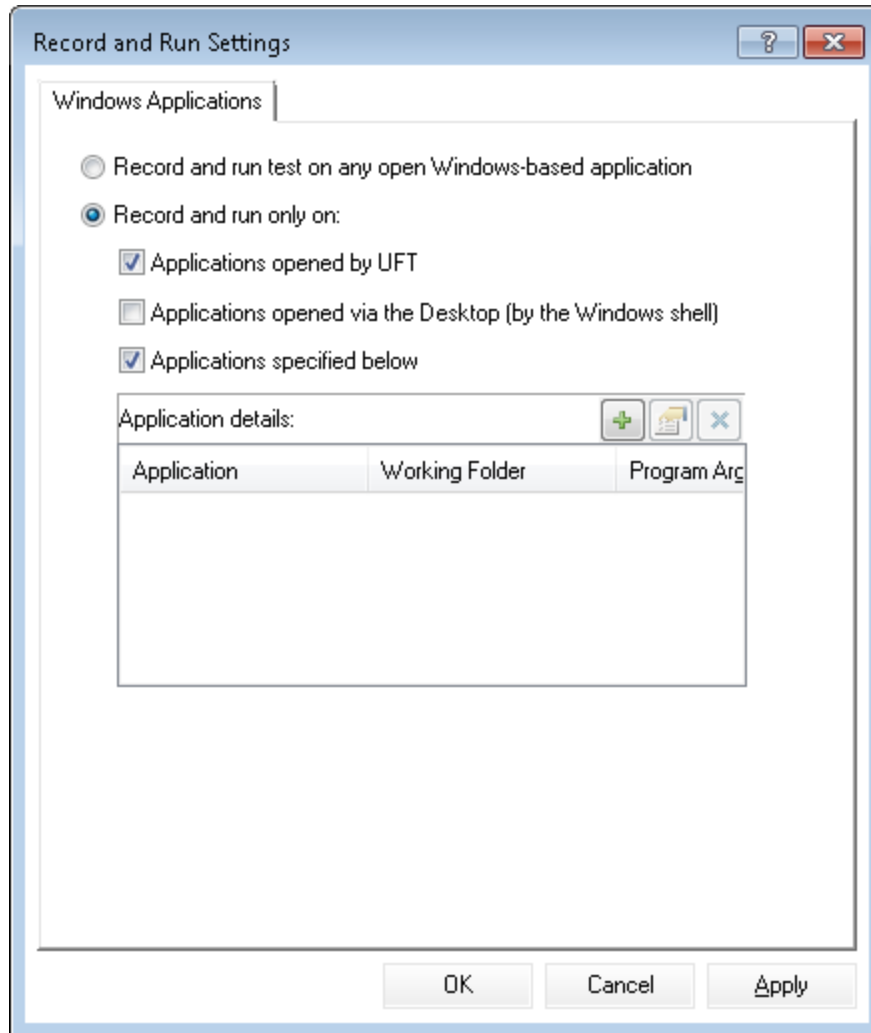 Record and Run Settings
Windows Applications
Record and run test on any open Windows-based application
Record and run only on:
Applications opened by UFT
Applications opened via the Desktop (by the Windows shell)
Applications specified below
Application details:
Application Working Folder Program Arg
OK Cancel Apply